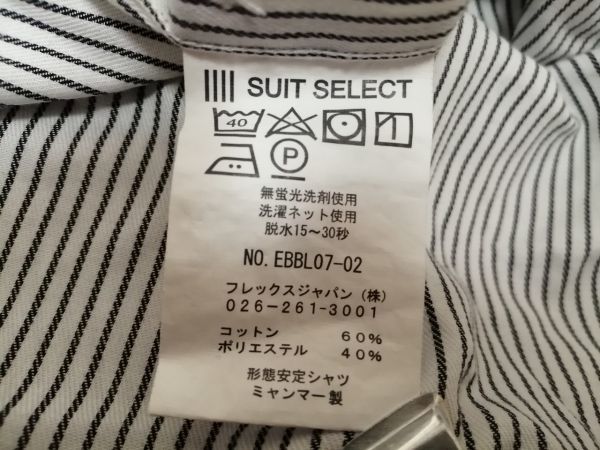 SUIT SELECT
40
P
無蛍光洗剤使用
洗濯ネット使用
脱水15～30秒
NO. EBBL07-02
フレックスジャパン (株)
026-261-3001
コットン 60%
ポリエステル 40%
形態安定シャツ
ミャンマー製